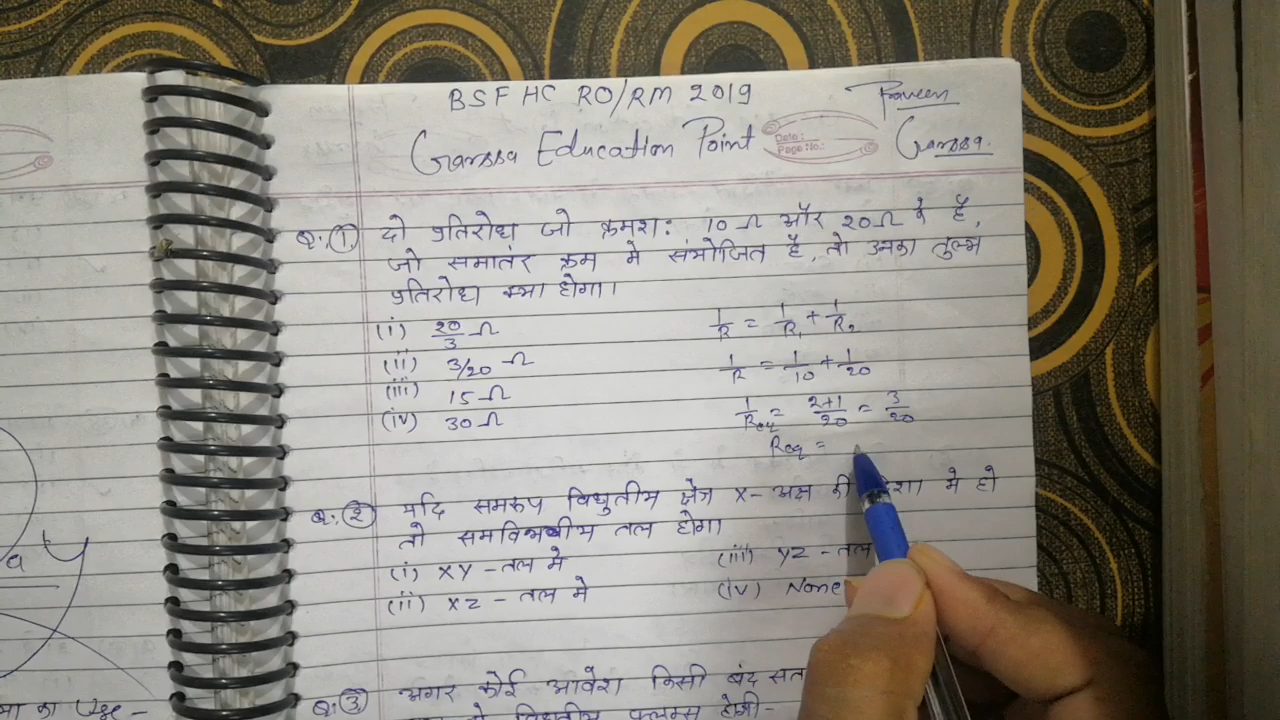 BSF HC RO/RM 2019
Praveen
Date:
Page No.:
Education Point
Q.① दो प्रतिरोध जो क्रमश: 10Ω और 20Ω के है,
जो समातंर क्रम मे संयोजित है, तो उनका तुल्य
प्रतिरोध क्या होगा।
(i) 20/3 Ω
(ii) 3/20 Ω
(iii) 15 Ω
(iv) 30 Ω
1/R = 1/R₁ + 1/R₂
1/R = 1/10 + 1/20
1/Req = 2+1/20 = 3/20
Req =
Q.② यदि समरुप विधुतीय क्षेत्र X-अक्ष की मे हो
तो समविभवीय तल होगा
(i) XY - तल मे
(ii) XZ - तल मे
(iii) YZ - तल
(iv) None
Q.③ अगर कोई आवेश किसी बंद
विधुतीय फ्लक्स होगी-
a
का Use-